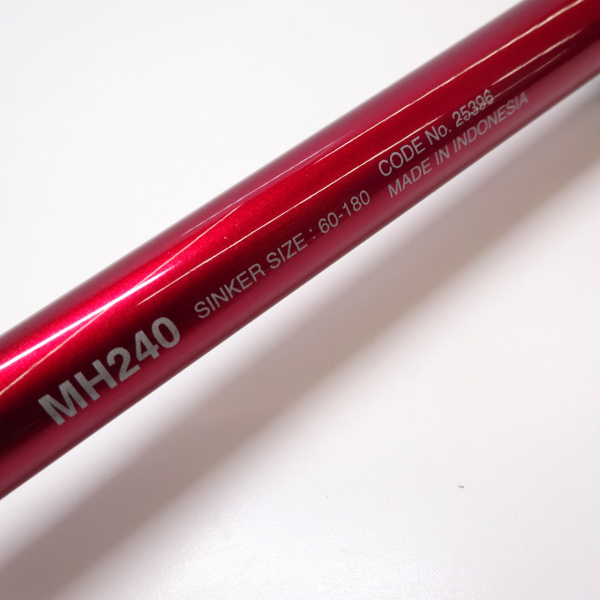 MH240
SINKER SIZE : 60-180
CODE No. 25396
MADE IN INDONESIA